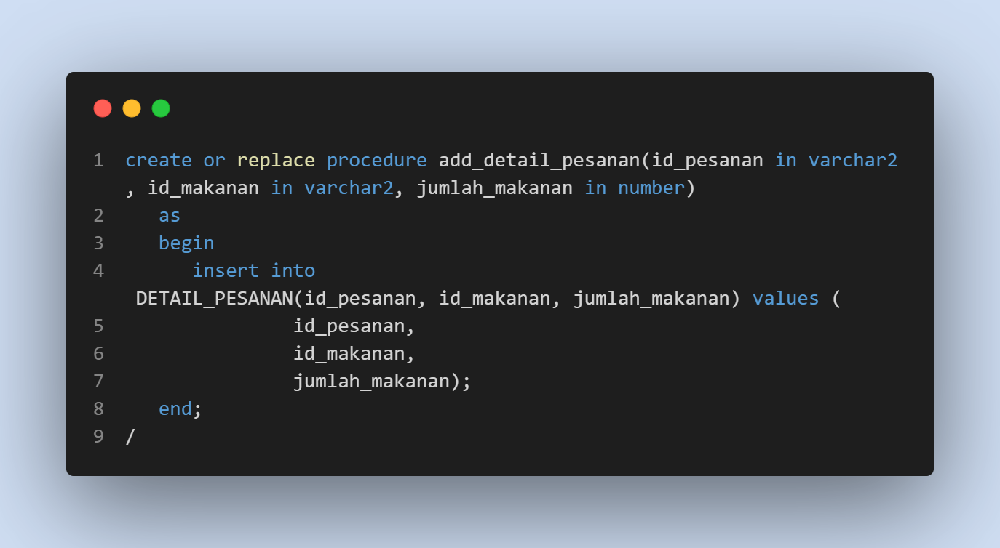 1 create or replace procedure add_detail_pesanan(id_pesanan in varchar2
, id_makanan in varchar2, jumlah_makanan in number)
2 as
3 begin
4 insert into
DETAIL_PESANAN(id_pesanan, id_makanan, jumlah_makanan) values (
5 id_pesanan,
6 id_makanan,
7 jumlah_makanan);
8 end;
9 /